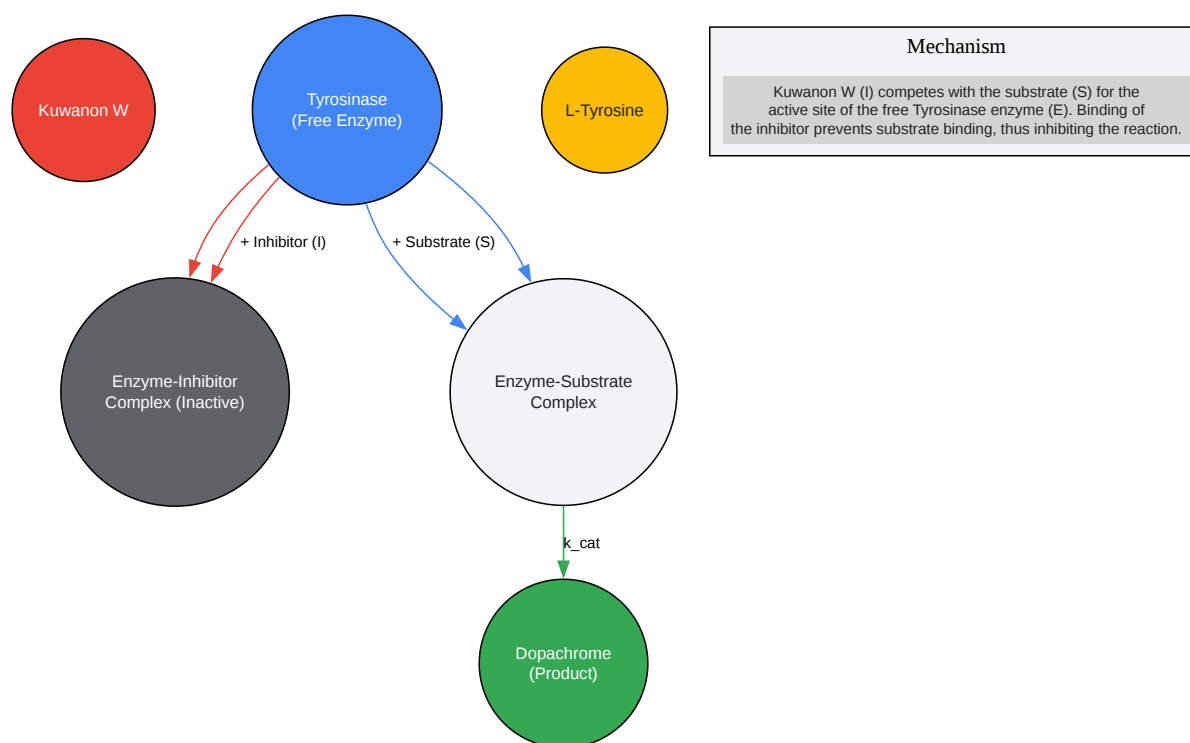 Kuwanon W
Tyrosinase
(Free Enzyme)
L-Tyrosine
Mechanism
Kuwanon W (I) competes with the substrate (S) for the
active site of the free Tyrosinase enzyme (E). Binding of
the inhibitor prevents substrate binding, thus inhibiting the reaction.
+ Inhibitor (I)
+ Substrate (S)
Enzyme-Inhibitor
Complex (Inactive)
Enzyme-Substrate
Complex
k_cat
Dopachrome
(Product)